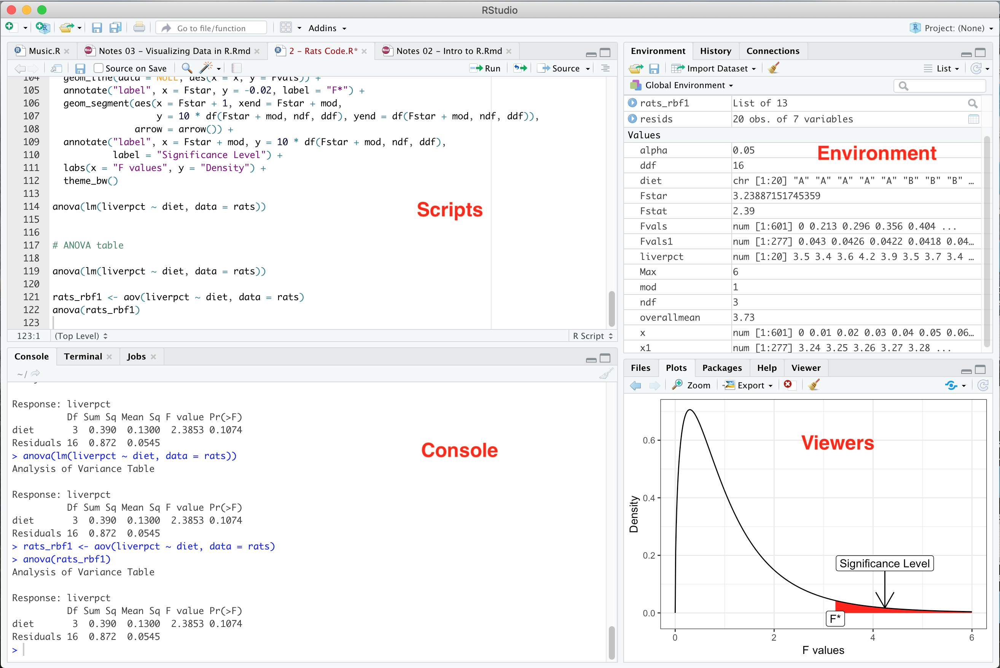 RStudio
Go to file/function
Addins
Project: (None)
Music.R
Notes 03 - Visualizing Data in R.Rmd
2 - Rats Code.R*
Notes 02 - Intro to R.Rmd
Source on Save
Run
Source
104 geom_line(data = NULL, aes(x = x, y = Fvals)) +
105 annotate("label", x = Fstar, y = -0.02, label = "F*") +
106 geom_segment(aes(x = Fstar + 1, xend = Fstar + mod,
107 y = 10 * df(Fstar + mod, ndf, ddf), yend = df(Fstar + mod, ndf, ddf)),
108 arrow = arrow()) +
109 annotate("label", x = Fstar + mod, y = 10 * df(Fstar + mod, ndf, ddf),
110 label = "Significance Level") +
111 labs(x = "F values", y = "Density") +
112 theme_bw()
113
114 anova(lm(liverpct ~ diet, data = rats))
115
116
117 # ANOVA table
118
119 anova(lm(liverpct ~ diet, data = rats))
120
121 rats_rbf1 <- aov(liverpct ~ diet, data = rats)
122 anova(rats_rbf1)
123
Scripts
123:1 (Top Level) R Script
Console Terminal Jobs
~/
Response: liverpct
Df Sum Sq Mean Sq F value Pr(>F)
diet 3 0.390 0.1300 2.3853 0.1074
Residuals 16 0.872 0.0545
> anova(lm(liverpct ~ diet, data = rats))
Analysis of Variance Table
Response: liverpct
Df Sum Sq Mean Sq F value Pr(>F)
diet 3 0.390 0.1300 2.3853 0.1074
Residuals 16 0.872 0.0545
> rats_rbf1 <- aov(liverpct ~ diet, data = rats)
> anova(rats_rbf1)
Analysis of Variance Table
Response: liverpct
Df Sum Sq Mean Sq F value Pr(>F)
diet 3 0.390 0.1300 2.3853 0.1074
Residuals 16 0.872 0.0545
>
Console
Environment History Connections
Import Dataset
List
Global Environment
rats_rbf1 List of 13
resids 20 obs. of 7 variables
Values
alpha 0.05
ddf 16
diet chr [1:20] "A" "A" "A" "A" "A" "B" "B" "B" …
Fstar 3.23887151745359
Fstat 2.39
Fvals num [1:601] 0 0.213 0.296 0.356 0.404 ...
Fvals1 num [1:277] 0.043 0.0426 0.0422 0.0418 0.04…
liverpct num [1:20] 3.5 3.4 3.6 4.2 3.9 3.5 3.7 3.4 …
Max 6
mod 1
ndf 3
overallmean 3.73
x num [1:601] 0 0.01 0.02 0.03 0.04 0.05 0.06…
x1 num [1:277] 3.24 3.25 3.26 3.27 3.28 ...
Environment
Files Plots Packages Help Viewer
Zoom
Export
Viewers
Density
0.6
0.4
0.2
0.0
Significance Level
F*
0 2 4 6
F values